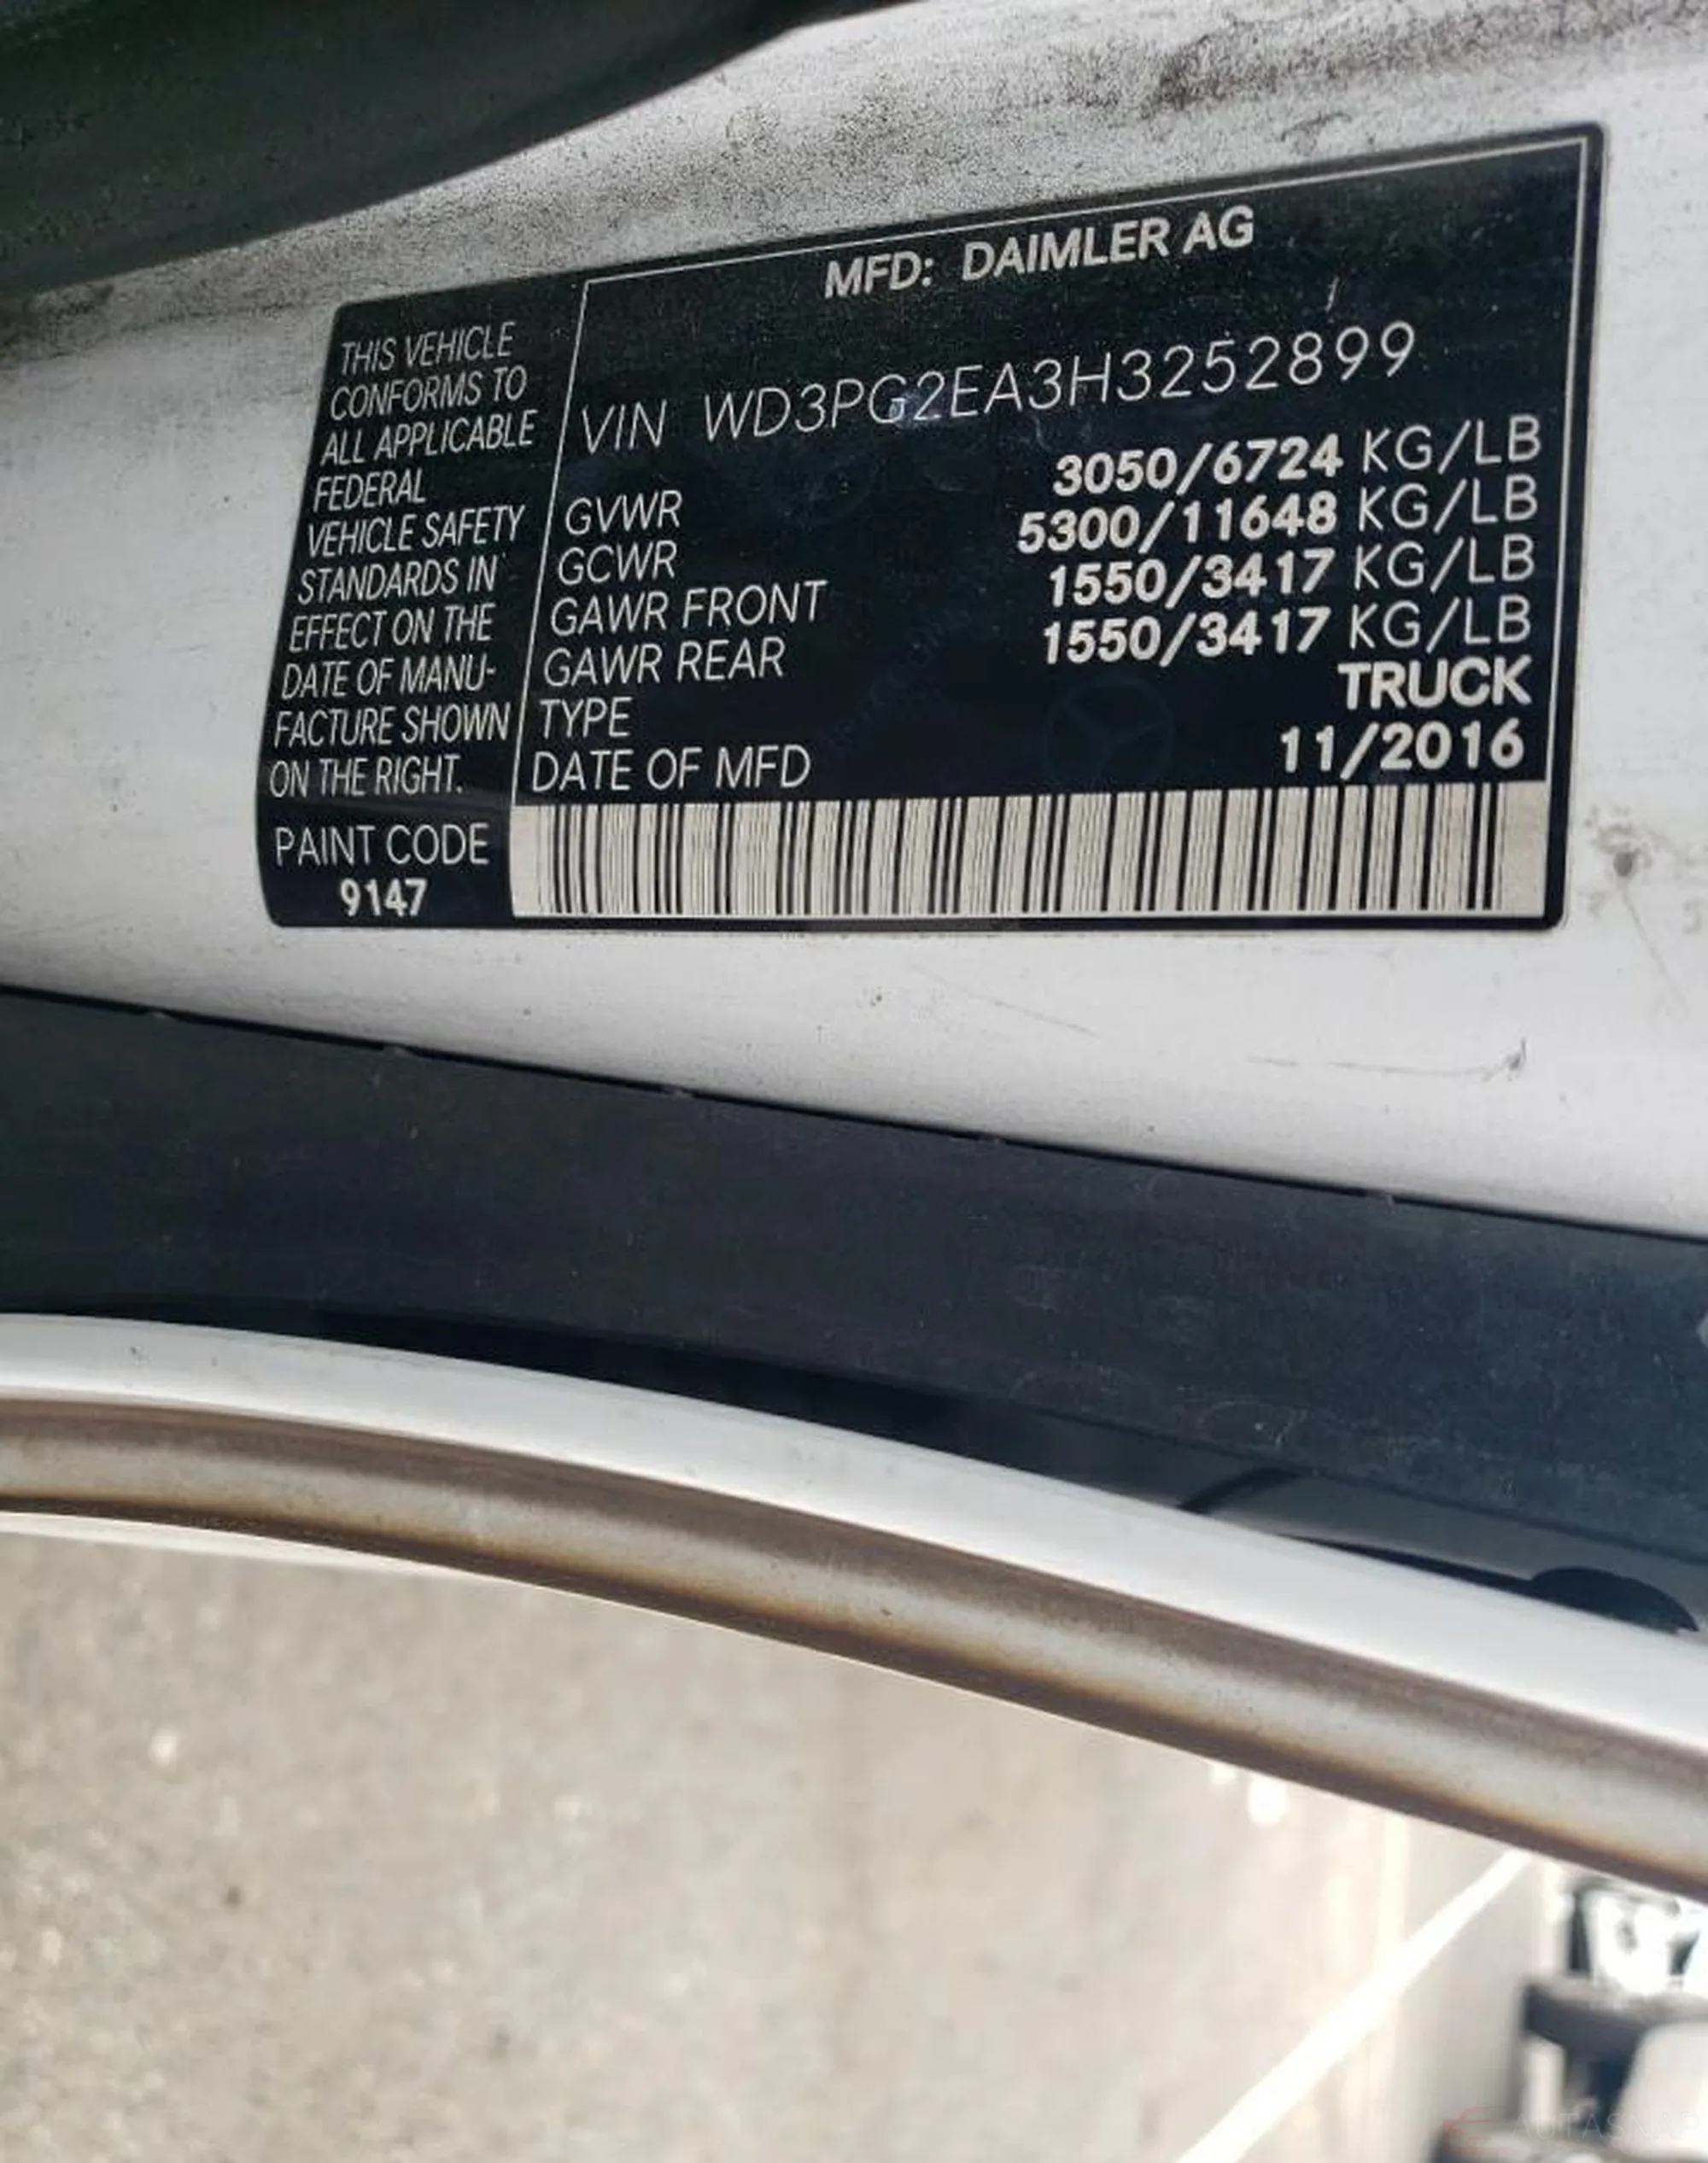 MFD: DAIMLER AG
THIS VEHICLE
CONFORMS TO
ALL APPLICABLE
FEDERAL
VEHICLE SAFETY
STANDARDS IN
EFFECT ON THE
DATE OF MANU-
FACTURE SHOWN
ON THE RIGHT.
PAINT CODE
9147
VIN WD3PG2EA3H3252899
GVWR 3050/6724 KG/LB
GCWR 5300/11648 KG/LB
GAWR FRONT 1550/3417 KG/LB
GAWR REAR 1550/3417 KG/LB
TYPE TRUCK
DATE OF MFD 11/2016